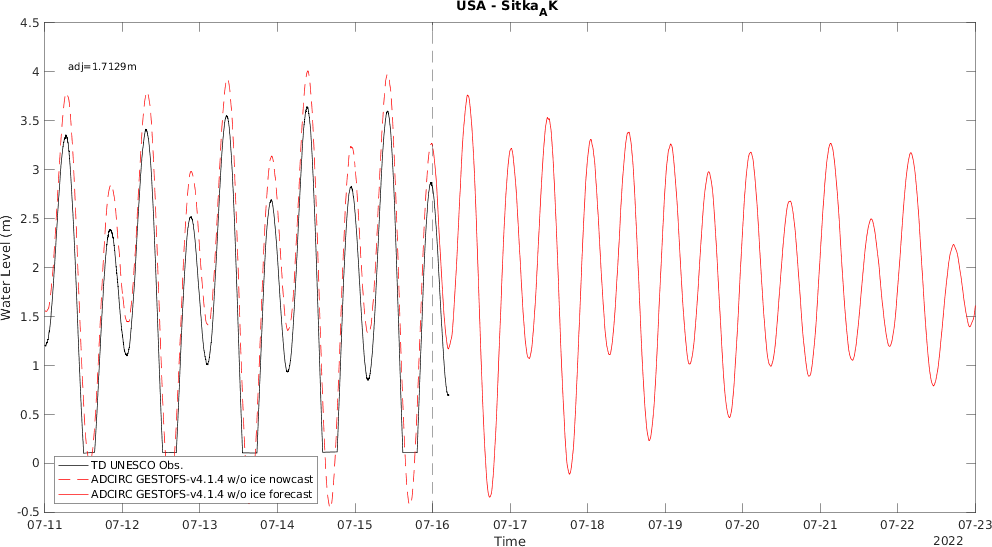 USA - Sitka_AK
4.5
4
3.5
3
2.5
2
1.5
1
0.5
0
-0.5
Water Level (m)
adj=1.7129m
TD UNESCO Obs.
ADCIRC GESTOFS-v4.1.4 w/o ice nowcast
ADCIRC GESTOFS-v4.1.4 w/o ice forecast
07-11 07-12 07-13 07-14 07-15 07-16 07-17 07-18 07-19 07-20 07-21 07-22 07-23
Time
2022